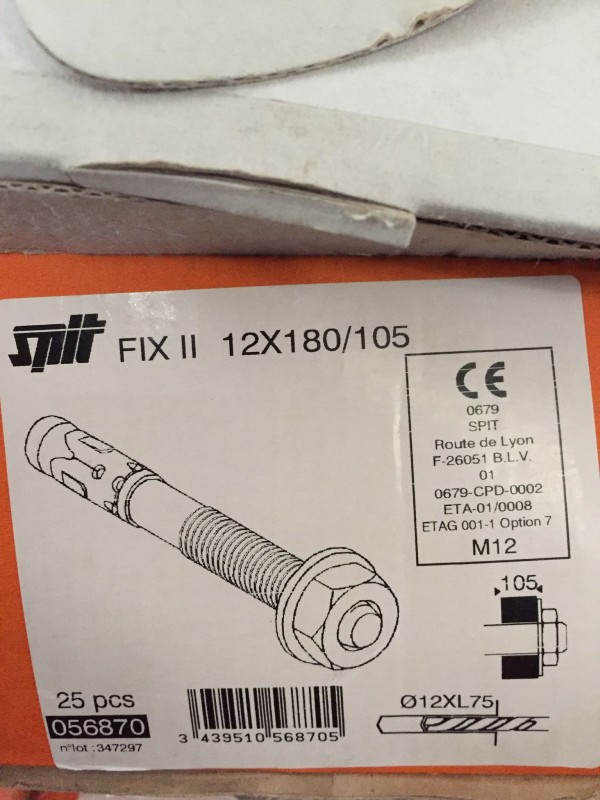 SPIT FIX II 12X180/105
CE
0679
SPIT
Route de Lyon
F-26051 B.L.V.
01
0679-CPD-0002
ETA-01/0008
ETAG 001-1 Option 7
M12
105
25 pcs
056870
n°lot :347297
3 439510 568705
Ø12XL75